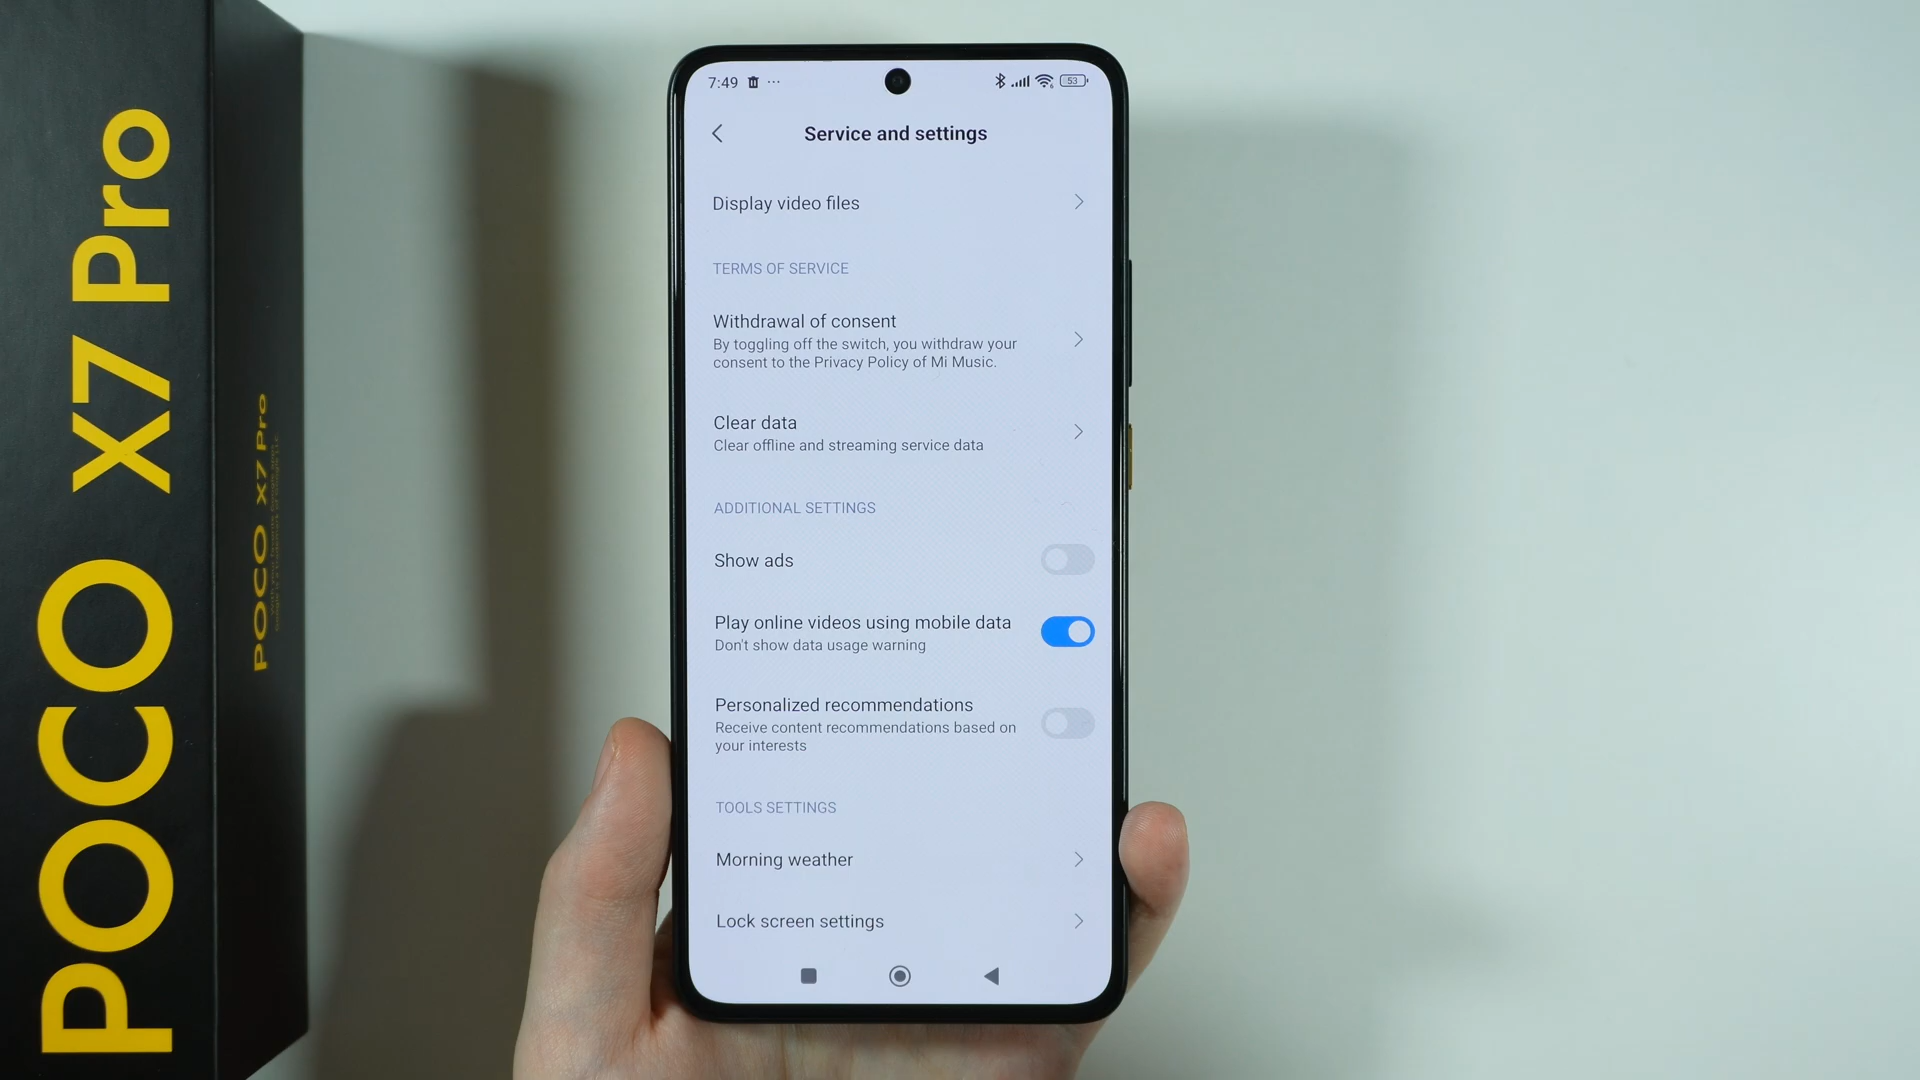 POCO X7 Pro
POCO X7 Pro
7:49
53
Service and settings
Display video files
TERMS OF SERVICE
Withdrawal of consent
By toggling off the switch, you withdraw your
consent to the Privacy Policy of Mi Music.
Clear data
Clear offline and streaming service data
ADDITIONAL SETTINGS
Show ads
Play online videos using mobile data
Don't show data usage warning
Personalized recommendations
Receive content recommendations based on
your interests
TOOLS SETTINGS
Morning weather
Lock screen settings